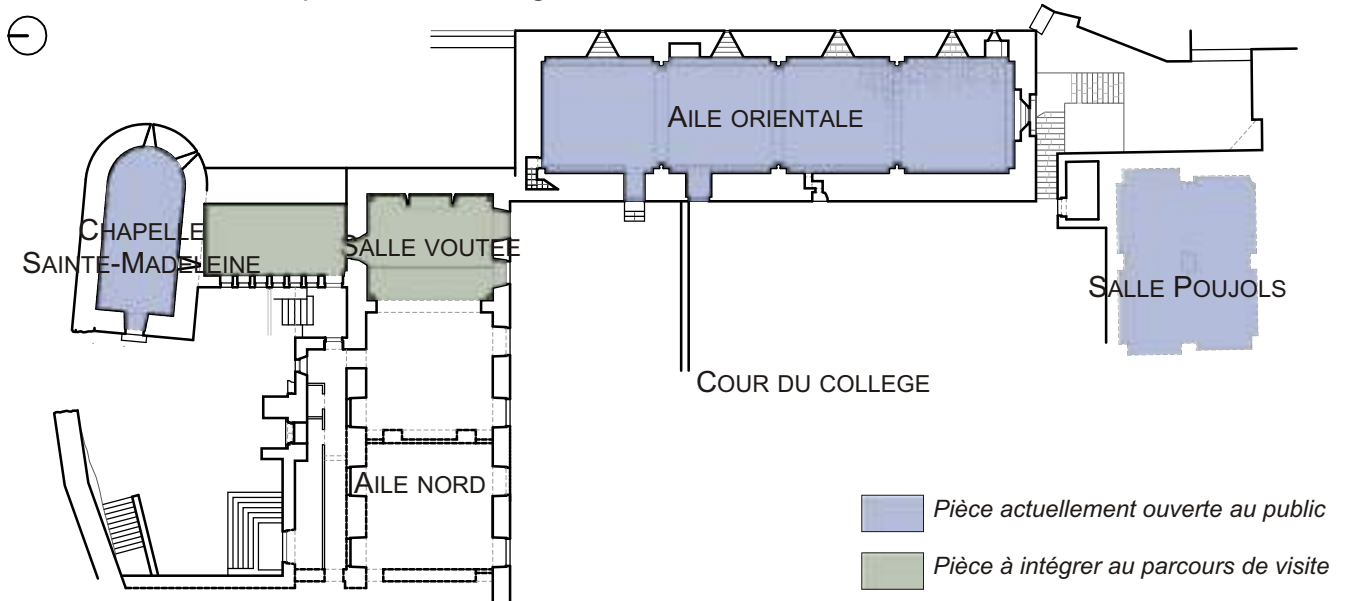 AILE ORIENTALE
CHAPELLE
SAINTE-MADELEINE
SALLE VOUTEE
SALLE POUJOLS
COUR DU COLLEGE
AILE NORD
Pièce actuellement ouverte au public
Pièce à intégrer au parcours de visite